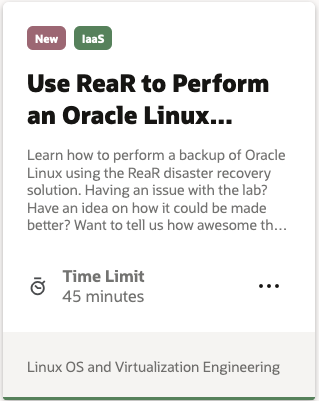 New IaaS
Use ReaR to Perform
an Oracle Linux...
Learn how to perform a backup of Oracle
Linux using the ReaR disaster recovery
solution. Having an issue with the lab?
Have an idea on how it could be made
better? Want to tell us how awesome th...
Time Limit
45 minutes
Linux OS and Virtualization Engineering